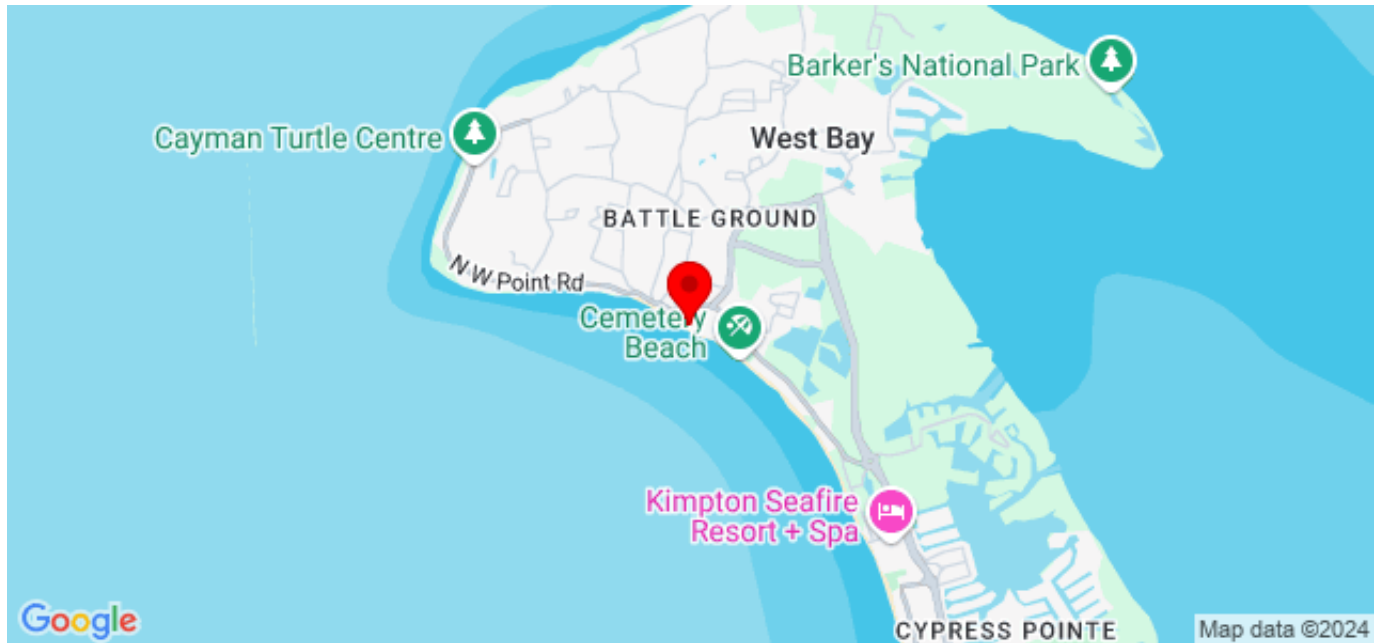 Barker's National Park
Cayman Turtle Centre
West Bay
BATTLE GROUND
N W Point Rd
Cemetery
Beach
Kimpton Seafire
Resort + Spa
CYPRESS POINTE
Google
Map data ©2024